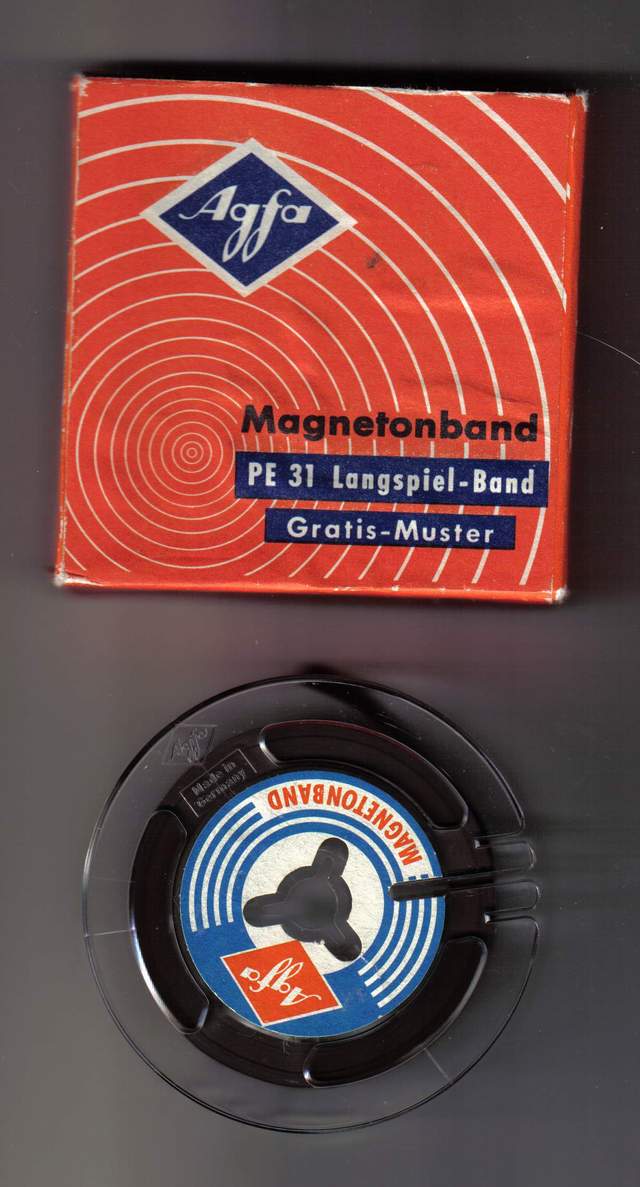 Agfa
Magnetonband
PE 31 Langspiel-Band
Gratis-Muster
Agfa
Made in
Germany
MAGNETONBAND
Agfa